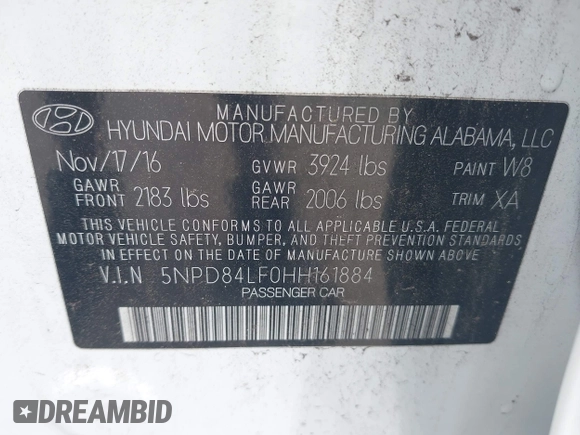 MANUFACTURED BY
HYUNDAI MOTOR MANUFACTURING ALABAMA, LLC
Nov/17/16 GVWR 3924 lbs PAINT W8
GAWR FRONT 2183 lbs GAWR REAR 2006 lbs TRIM XA
THIS VEHICLE CONFORMS TO ALL APPLICABLE U.S.A. FEDERAL
MOTOR VEHICLE SAFETY, BUMPER, AND THEFT PREVENTION STANDARDS
IN EFFECT ON THE DATE OF MANUFACTURE SHOWN ABOVE
V.I.N 5NPD84LF0HH161884
PASSENGER CAR
DREAMBID